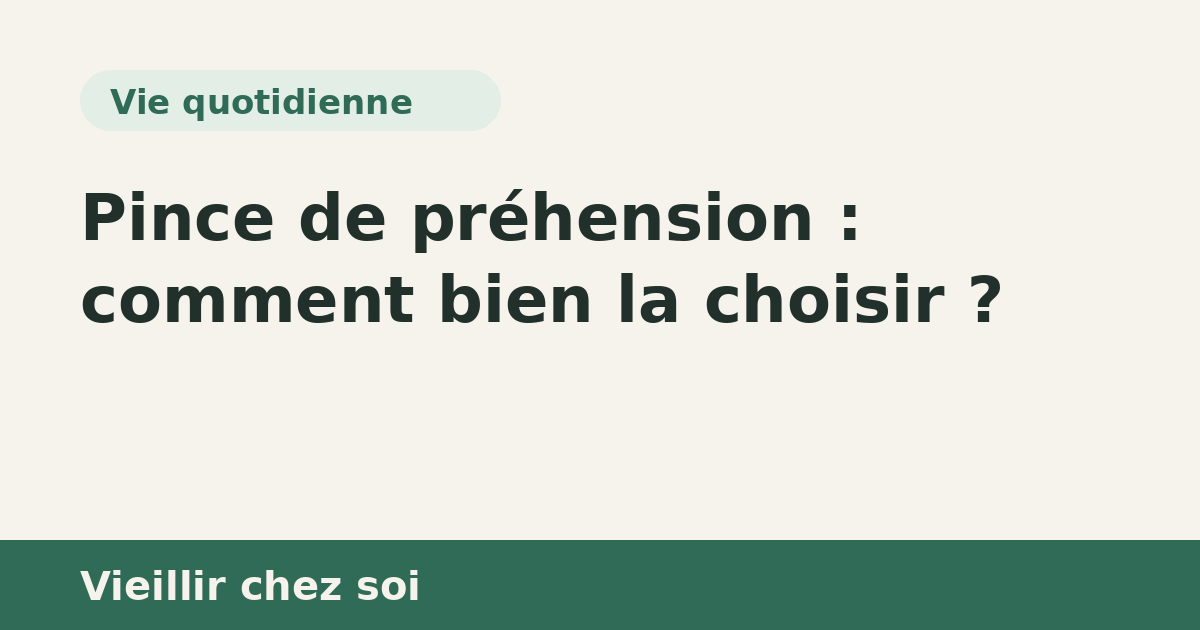 Vie quotidienne
Pince de préhension :
comment bien la choisir ?
Vieillir chez soi